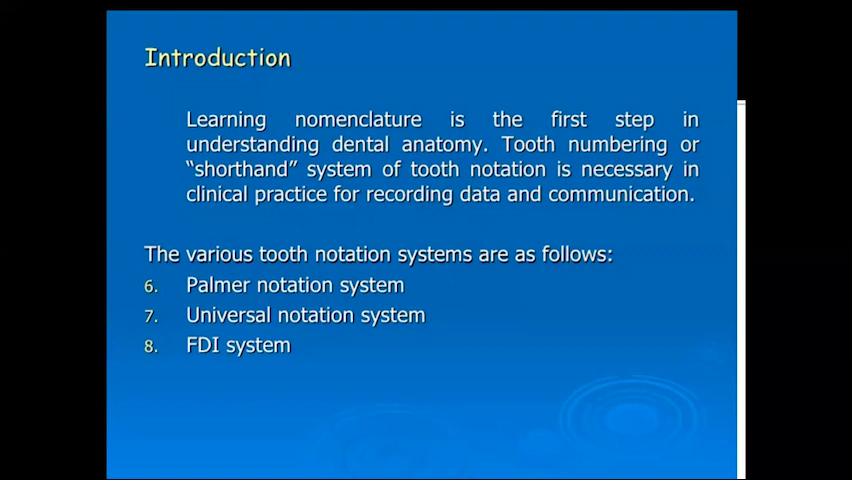 Introduction
Learning nomenclature is the first step in
understanding dental anatomy. Tooth numbering or
“shorthand” system of tooth notation is necessary in
clinical practice for recording data and communication.
The various tooth notation systems are as follows:
6. Palmer notation system
7. Universal notation system
8. FDI system